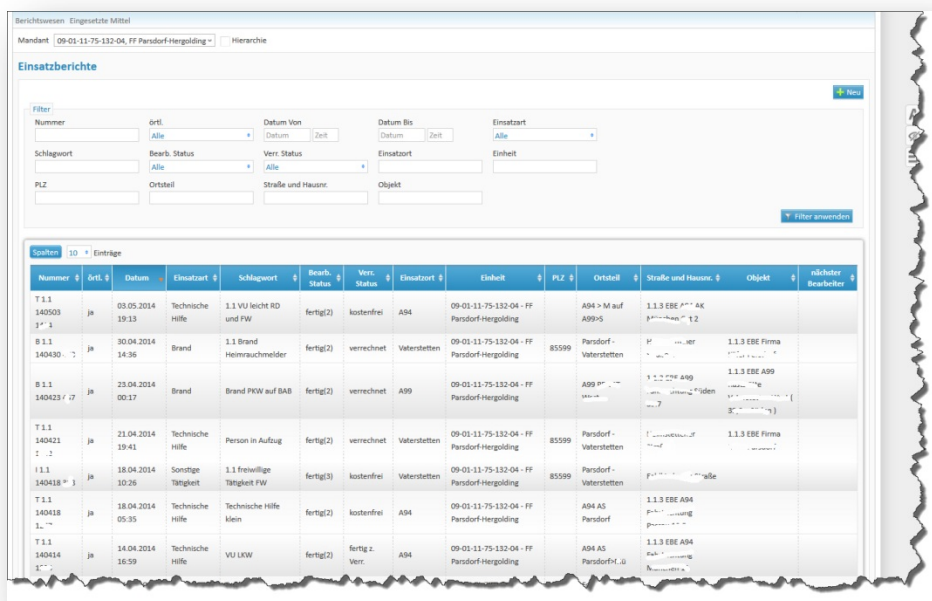 Berichtswesen Eingesetzte Mittel
Mandant 09-01-11-75-132-04, FF Parsdorf-Hergolding Hierarchie
Einsatzberichte
Neu
Filter
Nummer örtl. Datum Von Datum Bis Einsatzart
Alle Datum Zeit Datum Zeit Alle
Schlagwort Bearb. Status Verr. Status Einsatzort Einheit
Alle Alle
PLZ Ortsteil Straße und Hausnr. Objekt
Filter anwenden
Spalten 10 Einträge
Nummer örtl. Datum Einsatzart Schlagwort Bearb. Status Verr. Status Einsatzort Einheit PLZ Ortsteil Straße und Hausnr. Objekt nächster Bearbeiter
T 1.1 140503 ja 03.05.2014 19:13 Technische Hilfe 1.1 VU leicht RD und FW fertig(2) kostenfrei A94 09-01-11-75-132-04 - FF Parsdorf-Hergolding A94 > M auf A99>S 1.1.3 EBE AK 2
B 1.1 140430 ja 30.04.2014 14:36 Brand 1.1 Brand Heimrauchmelder fertig(2) verrechnet Vaterstetten 09-01-11-75-132-04 - FF Parsdorf-Hergolding 85599 Parsdorf - Vaterstetten 1.1.3 EBE Firma
B 1.1 140423 ja 23.04.2014 00:17 Brand Brand PKW auf BAB fertig(2) verrechnet A99 09-01-11-75-132-04 - FF Parsdorf-Hergolding A99 1.1.3 EBE A99
T 1.1 140421 ja 21.04.2014 19:41 Technische Hilfe Person in Aufzug fertig(2) verrechnet Vaterstetten 09-01-11-75-132-04 - FF Parsdorf-Hergolding 85599 Parsdorf - Vaterstetten 1.1.3 EBE Firma
I 1.1 140418 ja 18.04.2014 10:26 Sonstige Tätigkeit 1.1 freiwillige Tätigkeit FW fertig(3) kostenfrei Vaterstetten 09-01-11-75-132-04 - FF Parsdorf-Hergolding 85599 Parsdorf - Vaterstetten
T 1.1 140418 ja 18.04.2014 05:35 Technische Hilfe Technische Hilfe klein fertig(2) kostenfrei A94 09-01-11-75-132-04 - FF Parsdorf-Hergolding A94 AS Parsdorf 1.1.3 EBE A94
T 1.1 140414 ja 14.04.2014 16:59 Technische Hilfe VU LKW fertig(2) fertig z. Verr. A94 09-01-11-75-132-04 - FF Parsdorf-Hergolding A94 AS 1.1.3 EBE A94